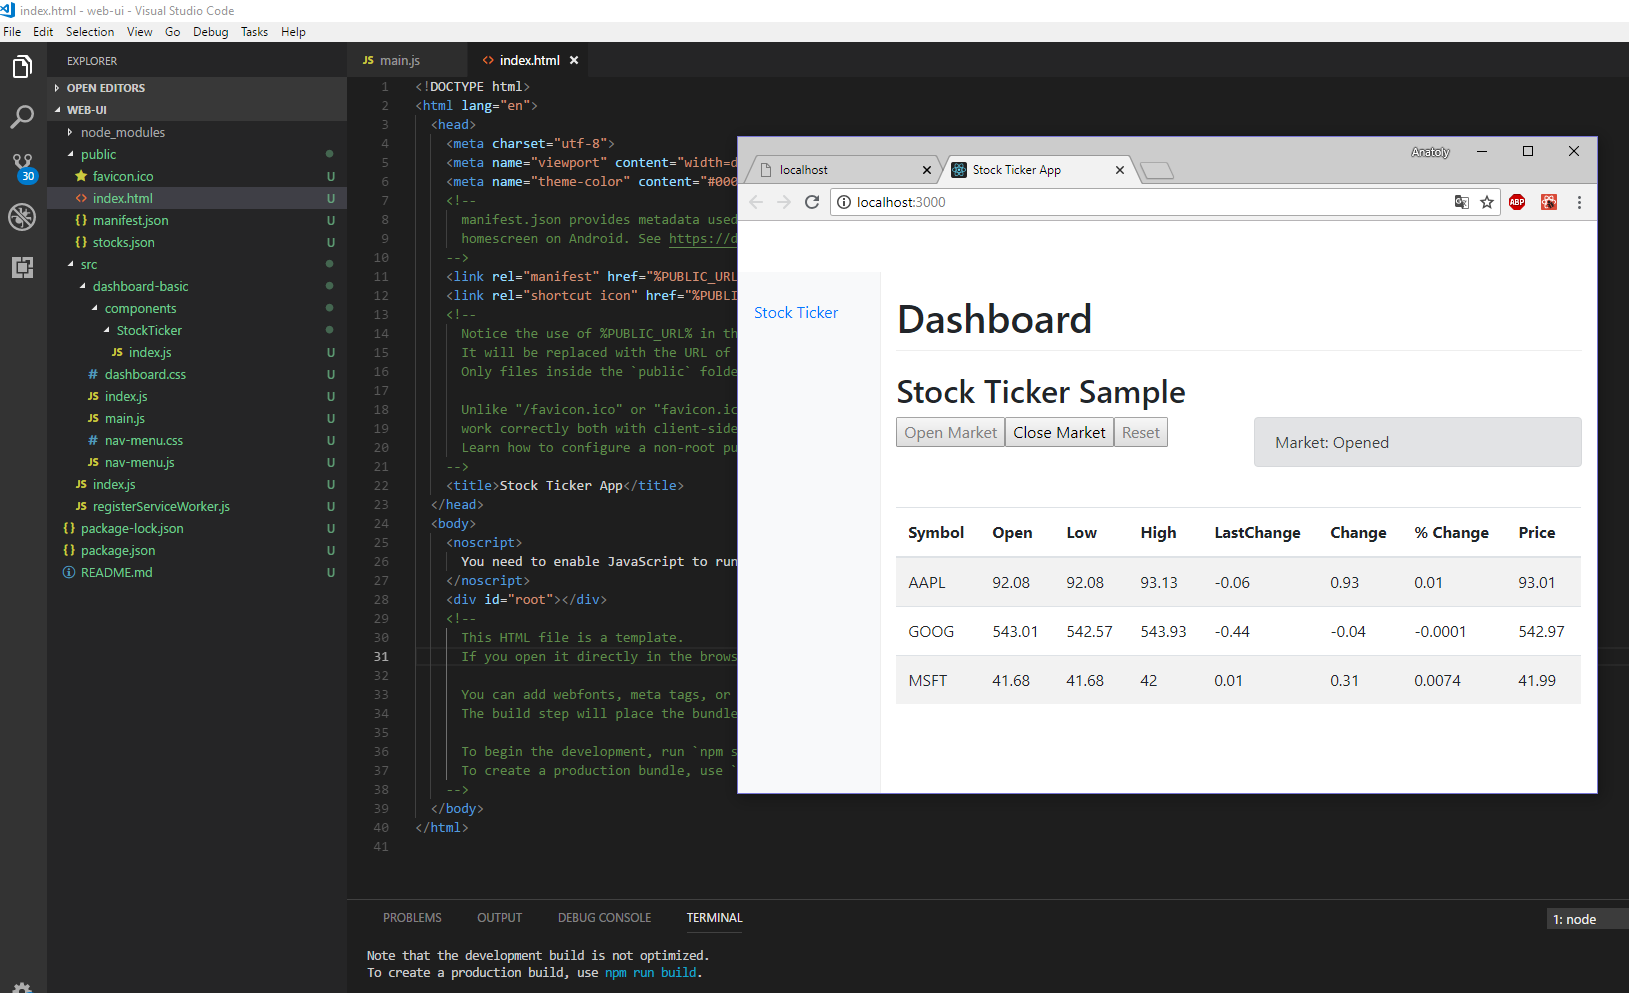 index.html - web-ui - Visual Studio Code
File Edit Selection View Go Debug Tasks Help
EXPLORER
OPEN EDITORS
WEB-UI
node_modules
public
favicon.ico U
index.html U
manifest.json U
stocks.json U
src
dashboard-basic
components
StockTicker
JS index.js U
# dashboard.css U
JS index.js U
JS main.js U
# nav-menu.css U
JS nav-menu.js U
JS index.js U
JS registerServiceWorker.js U
{} package-lock.json U
{} package.json U
README.md U
30
JS main.js <> index.html ×
1 <!DOCTYPE html>
2 <html lang="en">
3 <head>
4 <meta charset="utf-8">
5 <meta name="viewport" content="width=d
6 <meta name="theme-color" content="#000
7 <!--
8 manifest.json provides metadata used
9 homescreen on Android. See https://d
10 -->
11 <link rel="manifest" href="%PUBLIC_URL
12 <link rel="shortcut icon" href="%PUBLI
13 <!--
14 Notice the use of %PUBLIC_URL% in th
15 It will be replaced with the URL of
16 Only files inside the `public` folde
17
18 Unlike "/favicon.ico" or "favicon.ic
19 work correctly both with client-side
20 Learn how to configure a non-root pu
21 -->
22 <title>Stock Ticker App</title>
23 </head>
24 <body>
25 <noscript>
26 You need to enable JavaScript to run
27 </noscript>
28 <div id="root"></div>
29 <!--
30 This HTML file is a template.
31 If you open it directly in the brows
32
33 You can add webfonts, meta tags, or
34 The build step will place the bundle
35
36 To begin the development, run `npm s
37 To create a production bundle, use `
38 -->
39 </body>
40 </html>
41
Anatoly
localhost × Stock Ticker App ×
localhost:3000 ABP
Stock Ticker
Dashboard
Stock Ticker Sample
Open Market Close Market Reset
Market: Opened
Symbol Open Low High LastChange Change % Change Price
AAPL 92.08 92.08 93.13 -0.06 0.93 0.01 93.01
GOOG 543.01 542.57 543.93 -0.44 -0.04 -0.0001 542.97
MSFT 41.68 41.68 42 0.01 0.31 0.0074 41.99
PROBLEMS OUTPUT DEBUG CONSOLE TERMINAL 1: node
Note that the development build is not optimized.
To create a production build, use npm run build.